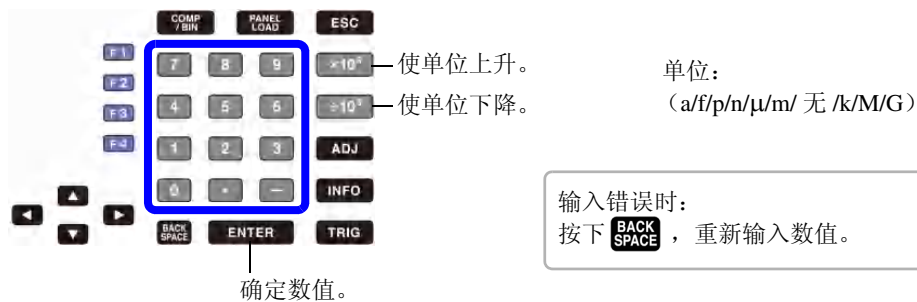 COMP
/BIN
PANEL
LOAD
ESC
F1
7 8 9 ×10³
使单位上升。
单位：
F2
F3
4 5 6 ÷10³
使单位下降。
（a/f/p/n/μ/m/ 无 /k/M/G）
F4
1 2 3 ADJ
0 . － INFO
BACK
SPACE
ENTER
TRIG
确定数值。
输入错误时：
按下 BACK SPACE ，重新输入数值。